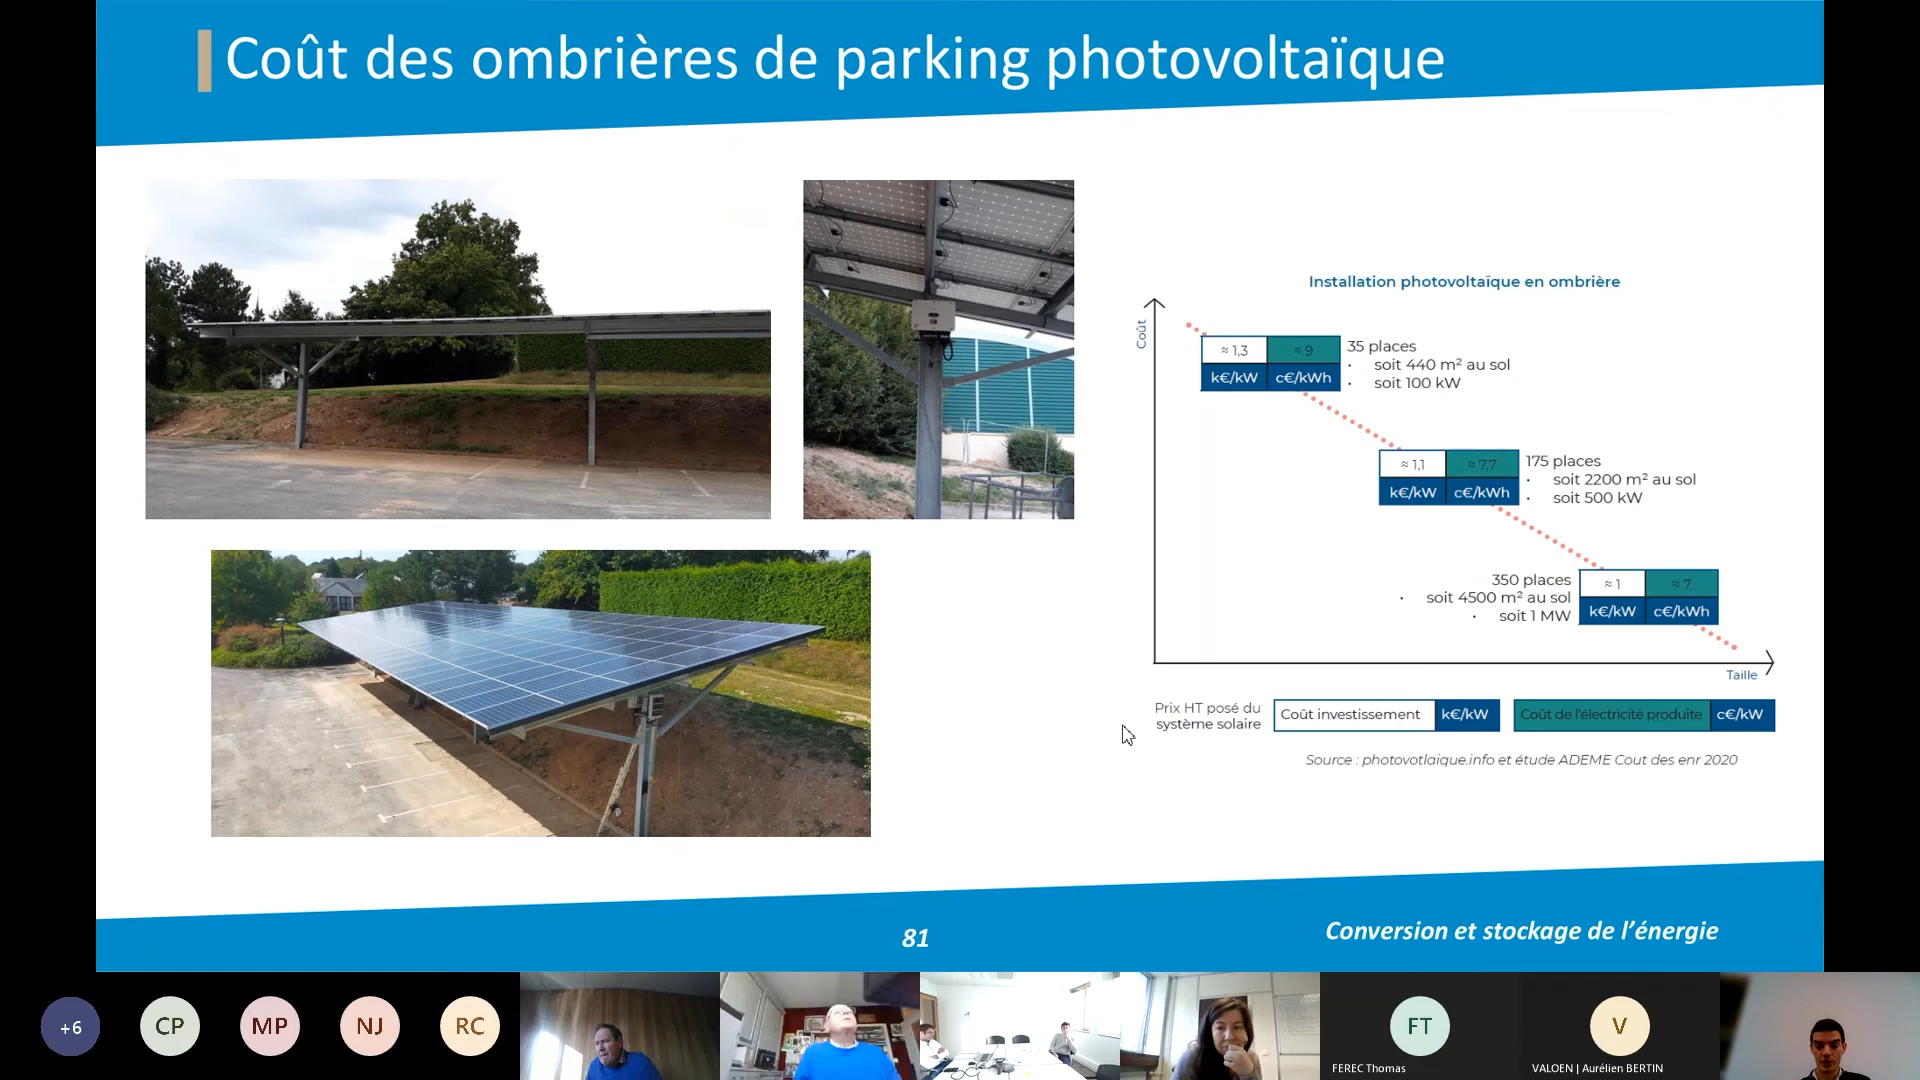 Coût des ombrières de parking photovoltaïque
Installation photovoltaïque en ombrière
Coût
≈ 1,3
≈ 9
k€/kW
c€/kWh
35 places
• soit 440 m² au sol
• soit 100 kW
≈ 1,1
≈ 7,7
k€/kW
c€/kWh
175 places
• soit 2200 m² au sol
• soit 500 kW
350 places
• soit 4500 m² au sol
• soit 1 MW
≈ 1
≈ 7
k€/kW
c€/kWh
Taille
Prix HT posé du
système solaire
Coût investissement
k€/kW
Coût de l'électricité produite
c€/kW
Source : photovotlaique.info et étude ADEME Cout des enr 2020
81
Conversion et stockage de l'énergie
+6
CP
MP
NJ
RC
FT
FEREC Thomas
V
VALOEN | Aurélien BERTIN